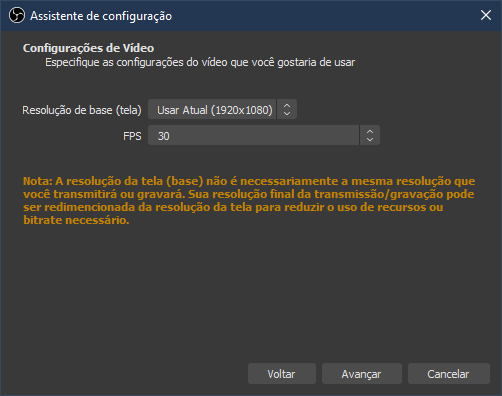 Assistente de configuração
Configurações de Vídeo
Especifique as configurações do vídeo que você gostaria de usar
Resolução de base (tela) Usar Atual (1920x1080)
FPS 30
Nota: A resolução da tela (base) não é necessariamente a mesma resolução que
você transmitirá ou gravará. Sua resolução final da transmissão/gravação pode
ser redimencionada da resolução da tela para reduzir o uso de recursos ou
bitrate necessário.
Voltar Avançar Cancelar